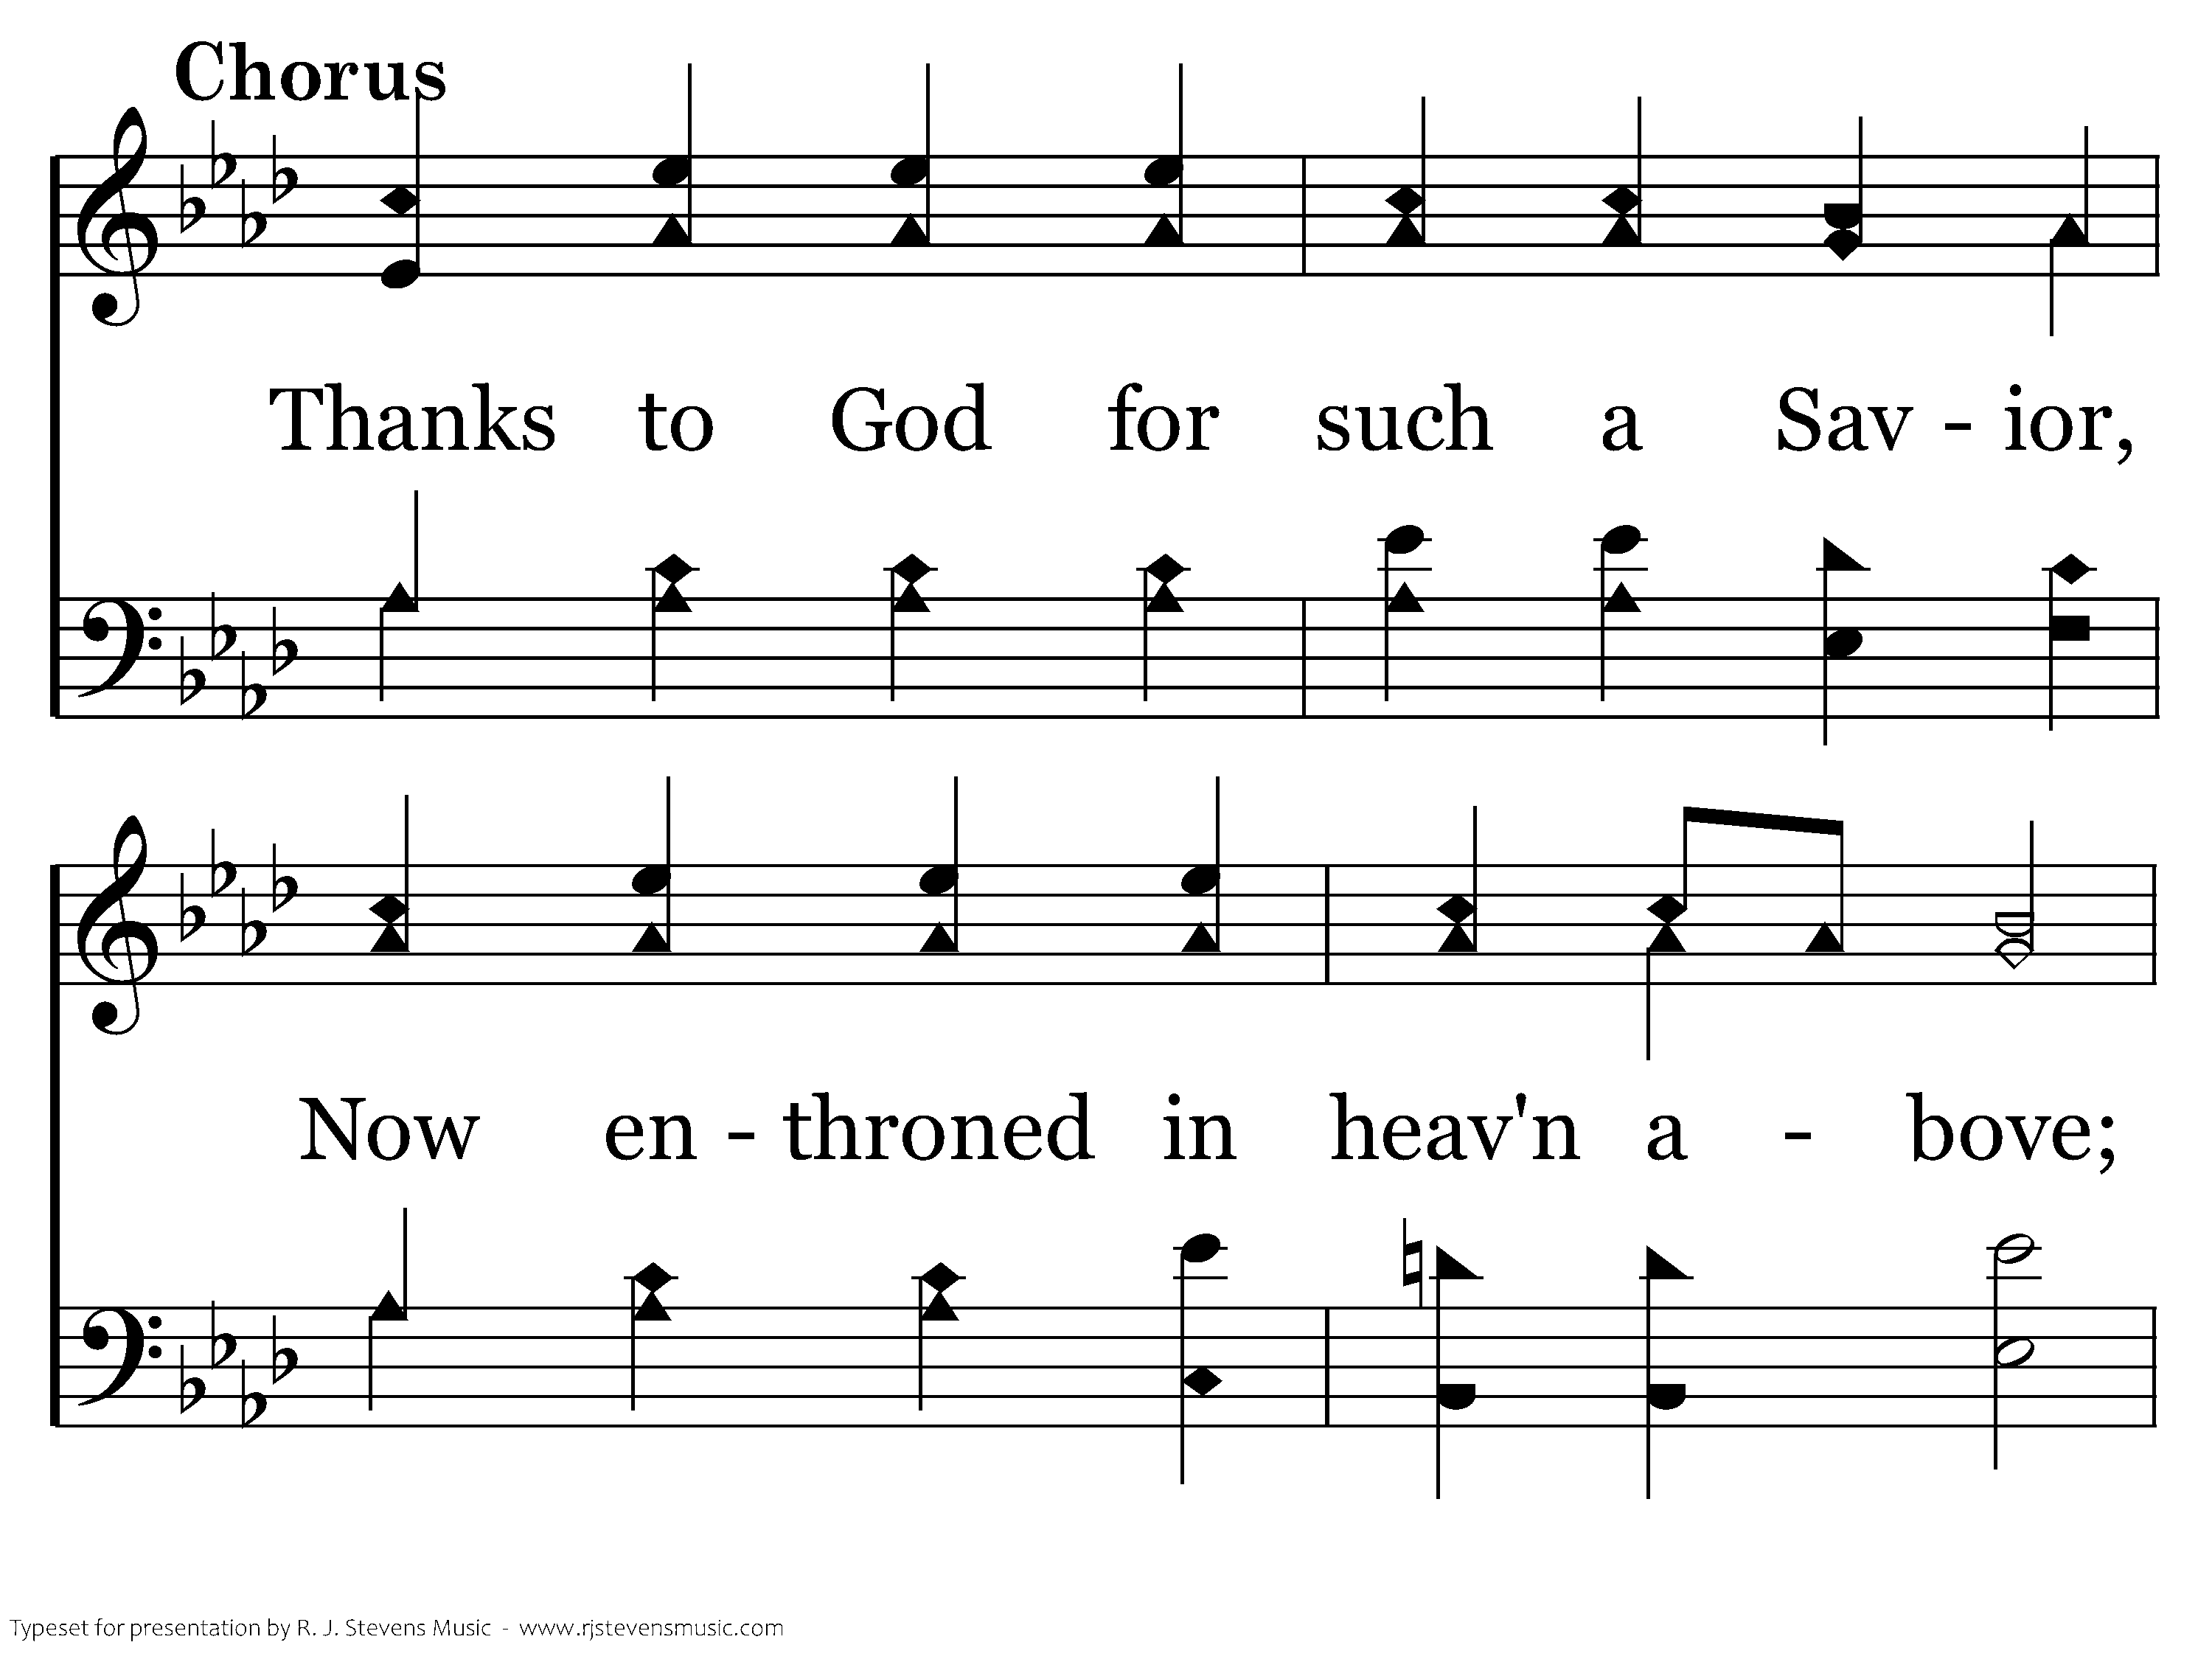 Chorus
Thanks to God for such a Sav - ior,
Now en - throned in heav'n a - bove;
Typeset for presentation by R. J. Stevens Music - www.rjstevensmusic.com